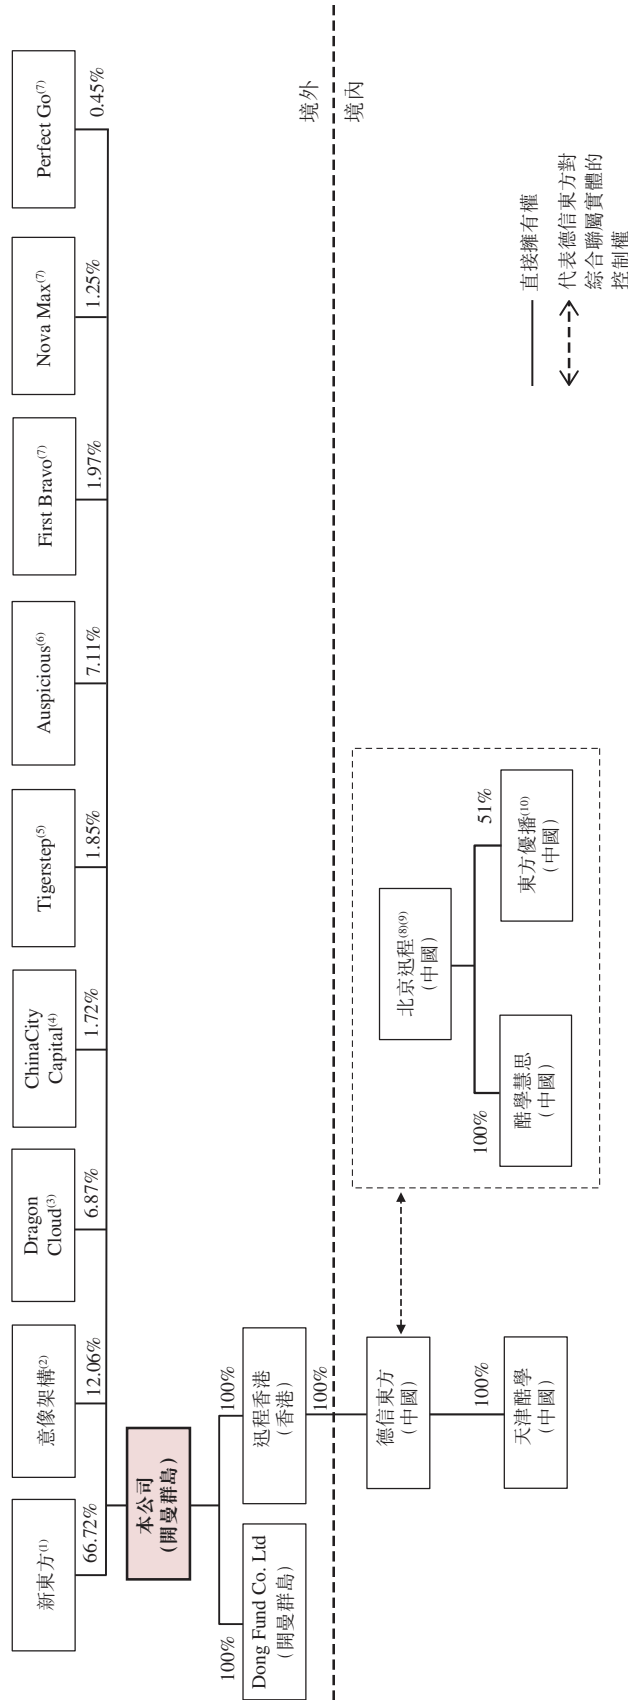 新東方(1)
66.72%
意像架構(2)
12.06%
Dragon
Cloud(3)
6.87%
ChinaCity
Capital(4)
1.72%
Tigerstep(5)
1.85%
Auspicious(6)
7.11%
First Bravo(7)
1.97%
Nova Max(7)
1.25%
Perfect Go(7)
0.45%
本公司
（開曼群島）
100%
Dong Fund Co. Ltd
（開曼群島）
100%
迅程香港
（香港）
100%
境外
境內
德信東方
（中國）
100%
天津酷學
（中國）
北京迅程(8)(9)
（中國）
100%
酷學慧思
（中國）
51%
東方優播(10)
（中國）
直接擁有權
代表德信東方對
綜合聯屬實體的
控制權